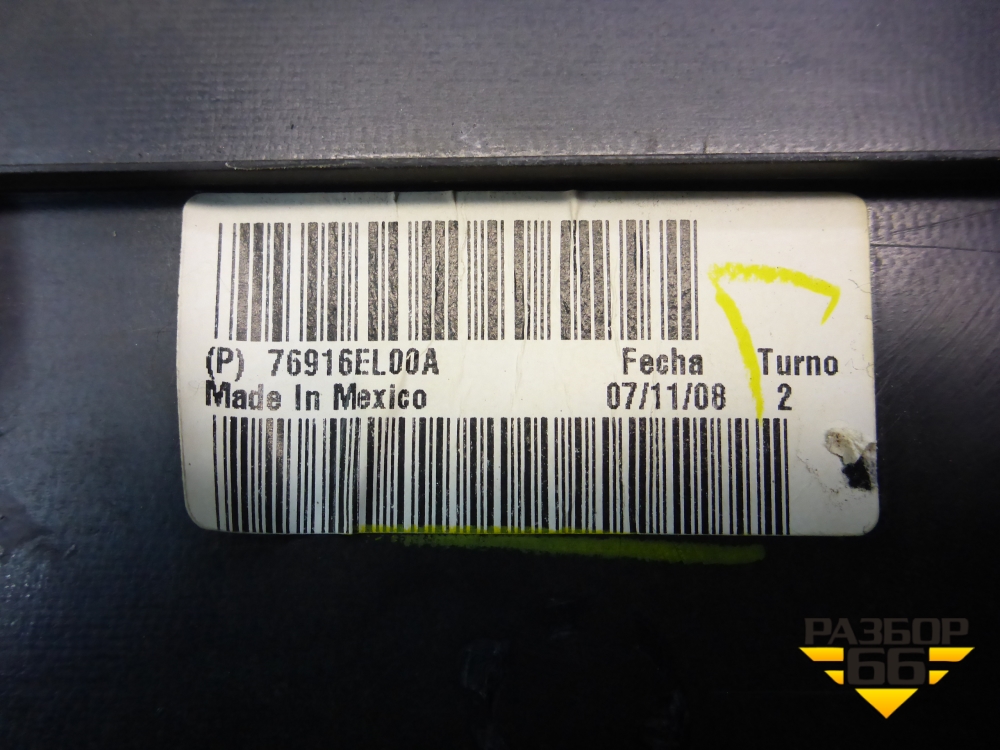 (P) 76916EL00A Fecha Turno
Made In Mexico 07/11/08 2
РАЗБОР
66